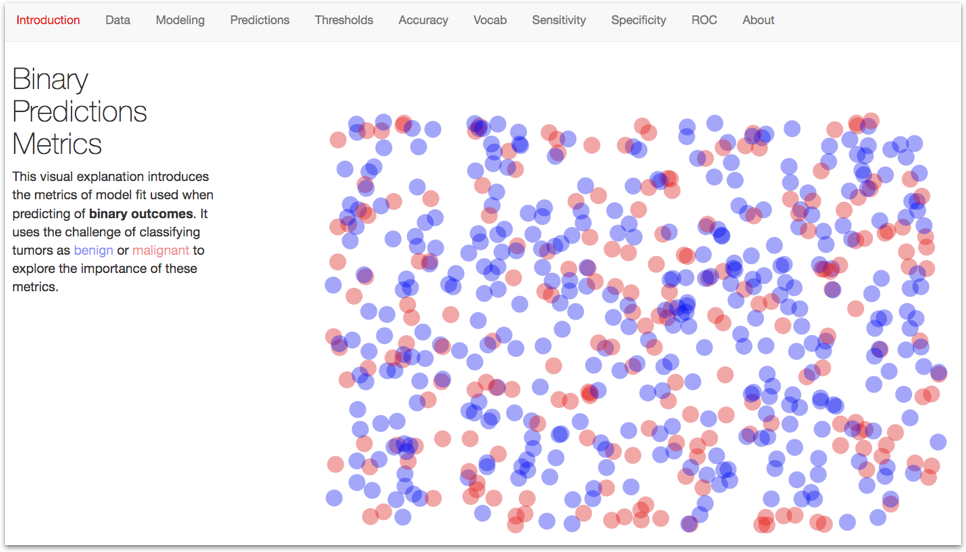 Introduction Data Modeling Predictions Thresholds Accuracy Vocab Sensitivity Specificity ROC About
Binary
Predictions
Metrics
This visual explanation introduces
the metrics of model fit used when
predicting of binary outcomes. It
uses the challenge of classifying
tumors as benign or malignant to
explore the importance of these
metrics.